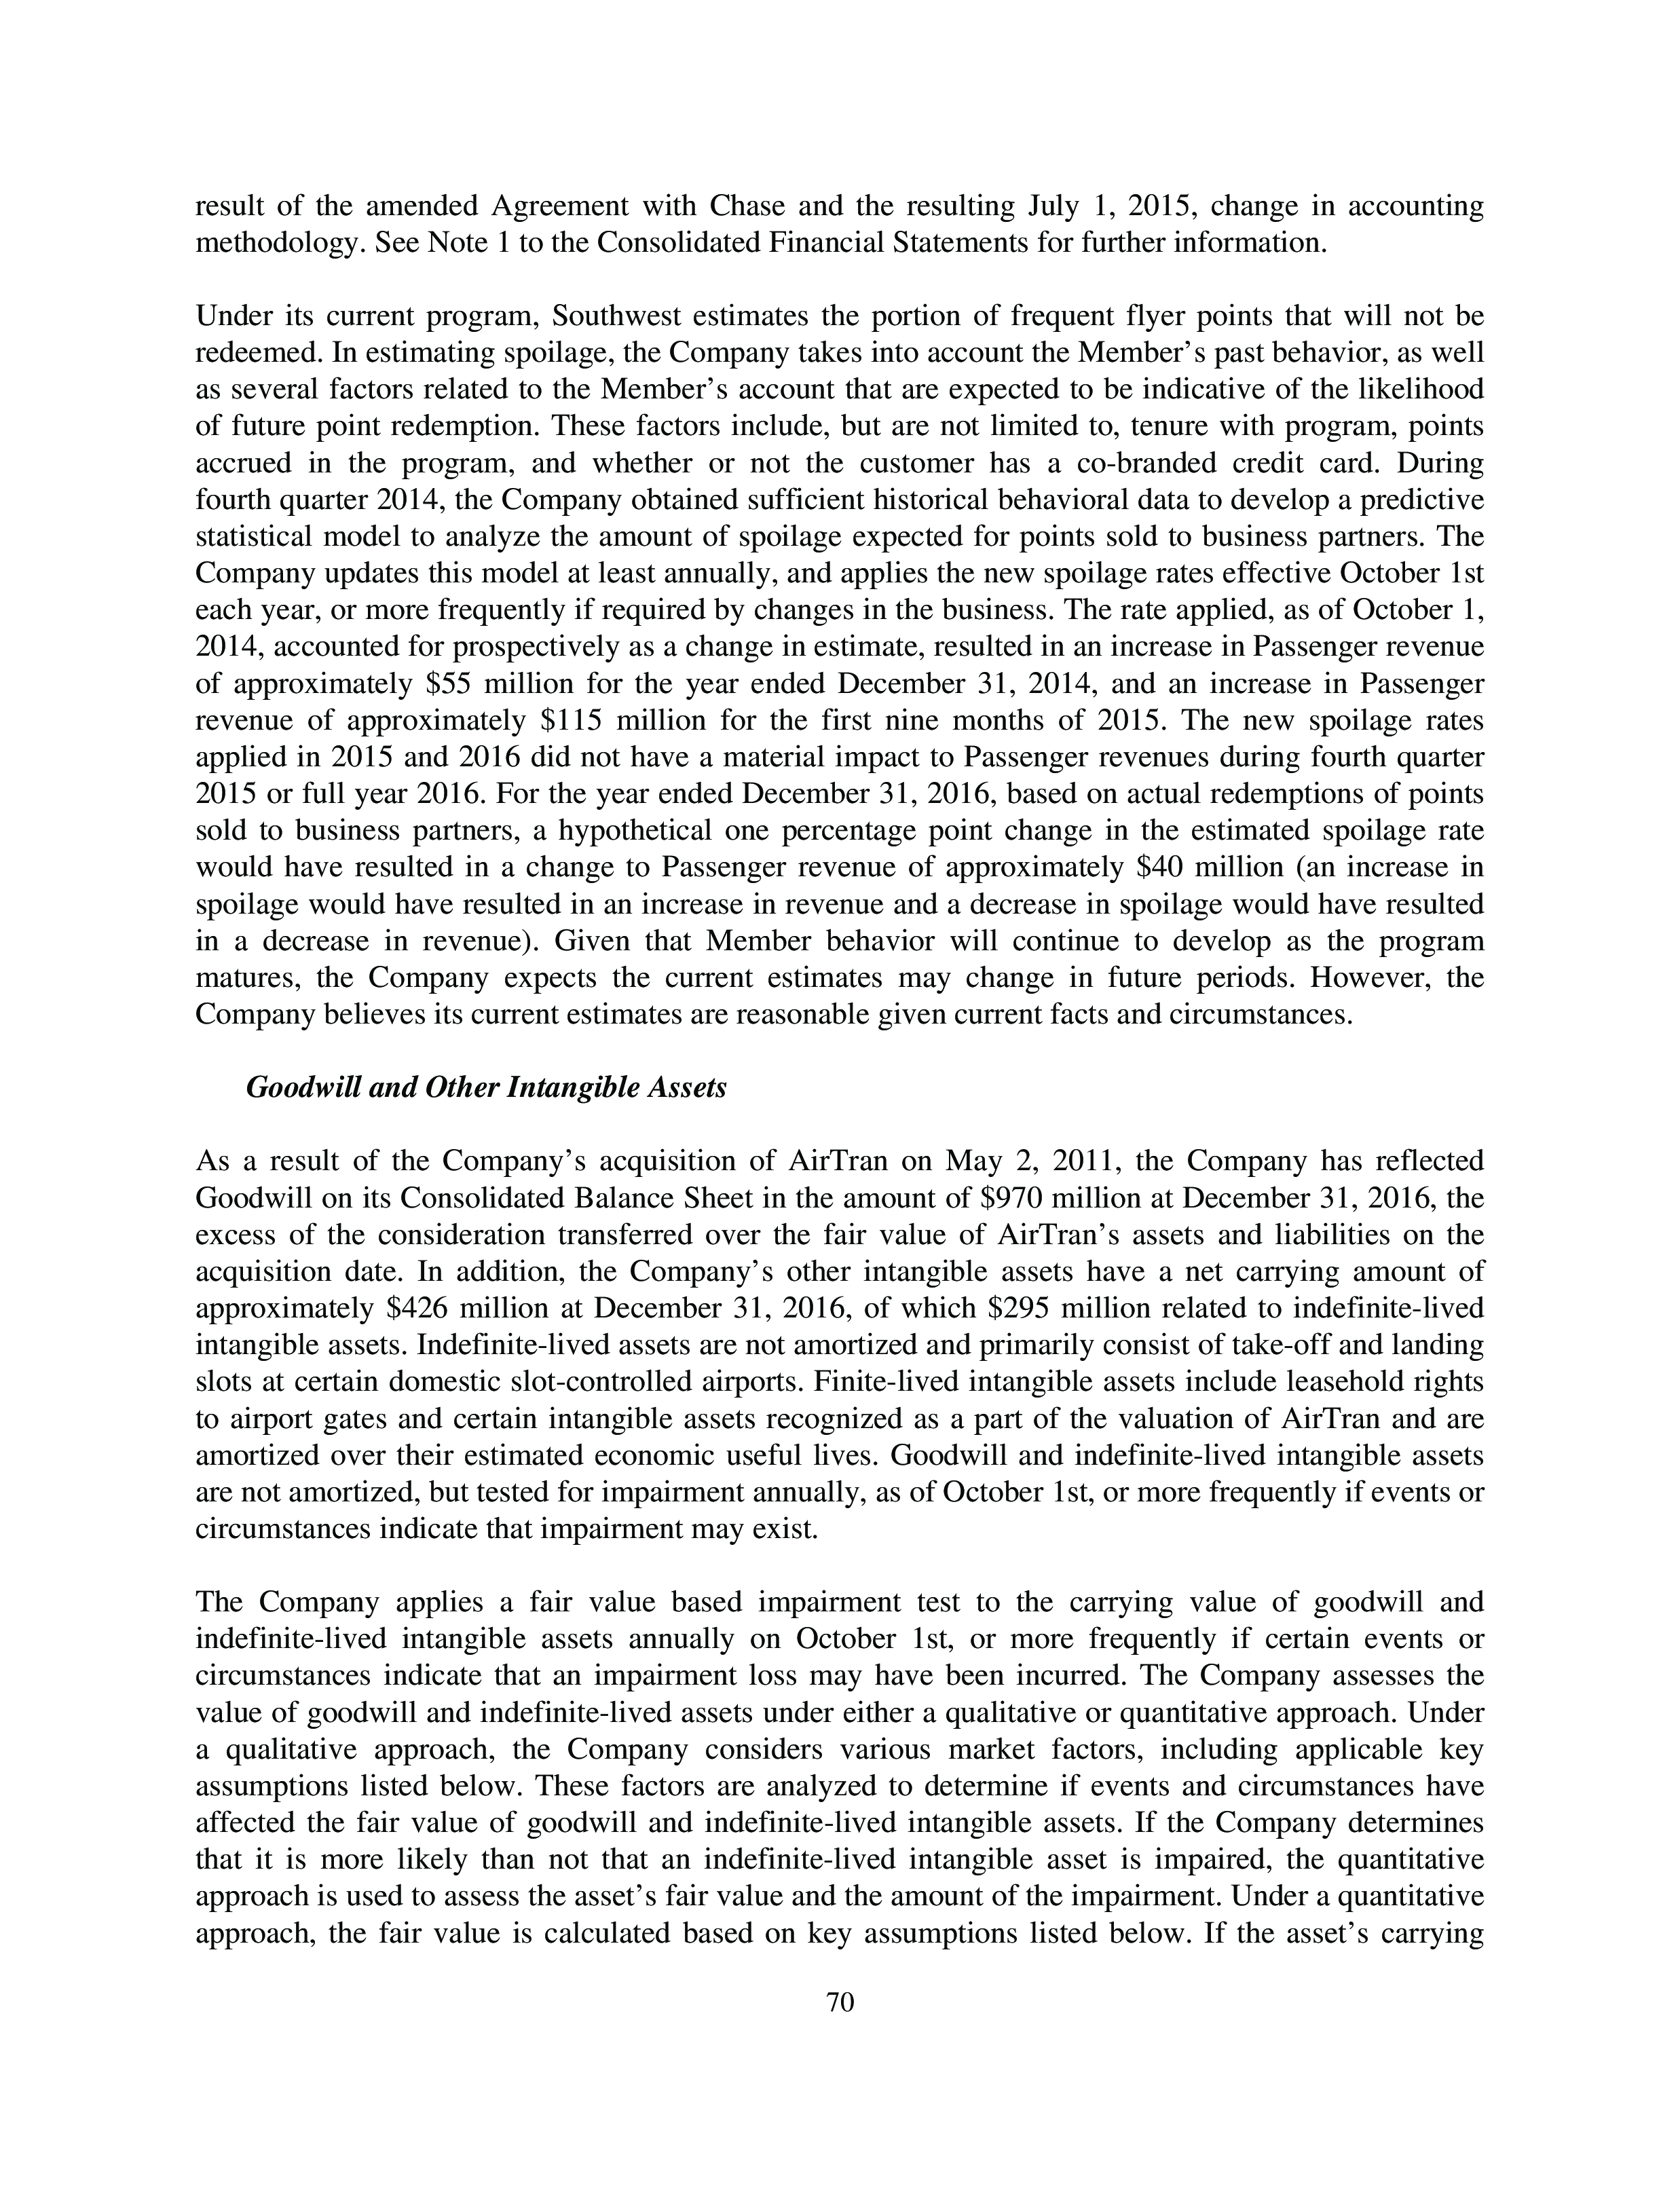 result of the amended Agreement with Chase and the resulting July 1, 2015, change in accounting
methodology. See Note 1 to the Consolidated Financial Statements for further information.
Under its current program, Southwest estimates the portion of frequent flyer points that will not be
redeemed. In estimating spoilage, the Company takes into account the Member’s past behavior, as well
as several factors related to the Member’s account that are expected to be indicative of the likelihood
of future point redemption. These factors include, but are not limited to, tenure with program, points
accrued in the program, and whether or not the customer has a co-branded credit card. During
fourth quarter 2014, the Company obtained sufficient historical behavioral data to develop a predictive
statistical model to analyze the amount of spoilage expected for points sold to business partners. The
Company updates this model at least annually, and applies the new spoilage rates effective October 1st
each year, or more frequently if required by changes in the business. The rate applied, as of October 1,
2014, accounted for prospectively as a change in estimate, resulted in an increase in Passenger revenue
of approximately $55 million for the year ended December 31, 2014, and an increase in Passenger
revenue of approximately $115 million for the first nine months of 2015. The new spoilage rates
applied in 2015 and 2016 did not have a material impact to Passenger revenues during fourth quarter
2015 or full year 2016. For the year ended December 31, 2016, based on actual redemptions of points
sold to business partners, a hypothetical one percentage point change in the estimated spoilage rate
would have resulted in a change to Passenger revenue of approximately $40 million (an increase in
spoilage would have resulted in an increase in revenue and a decrease in spoilage would have resulted
in a decrease in revenue). Given that Member behavior will continue to develop as the program
matures, the Company expects the current estimates may change in future periods. However, the
Company believes its current estimates are reasonable given current facts and circumstances.
Goodwill and Other Intangible Assets
As a result of the Company’s acquisition of AirTran on May 2, 2011, the Company has reflected
Goodwill on its Consolidated Balance Sheet in the amount of $970 million at December 31, 2016, the
excess of the consideration transferred over the fair value of AirTran’s assets and liabilities on the
acquisition date. In addition, the Company’s other intangible assets have a net carrying amount of
approximately $426 million at December 31, 2016, of which $295 million related to indefinite-lived
intangible assets. Indefinite-lived assets are not amortized and primarily consist of take-off and landing
slots at certain domestic slot-controlled airports. Finite-lived intangible assets include leasehold rights
to airport gates and certain intangible assets recognized as a part of the valuation of AirTran and are
amortized over their estimated economic useful lives. Goodwill and indefinite-lived intangible assets
are not amortized, but tested for impairment annually, as of October 1st, or more frequently if events or
circumstances indicate that impairment may exist.
The Company applies a fair value based impairment test to the carrying value of goodwill and
indefinite-lived intangible assets annually on October 1st, or more frequently if certain events or
circumstances indicate that an impairment loss may have been incurred. The Company assesses the
value of goodwill and indefinite-lived assets under either a qualitative or quantitative approach. Under
a qualitative approach, the Company considers various market factors, including applicable key
assumptions listed below. These factors are analyzed to determine if events and circumstances have
affected the fair value of goodwill and indefinite-lived intangible assets. If the Company determines
that it is more likely than not that an indefinite-lived intangible asset is impaired, the quantitative
approach is used to assess the asset’s fair value and the amount of the impairment. Under a quantitative
approach, the fair value is calculated based on key assumptions listed below. If the asset’s carrying
70